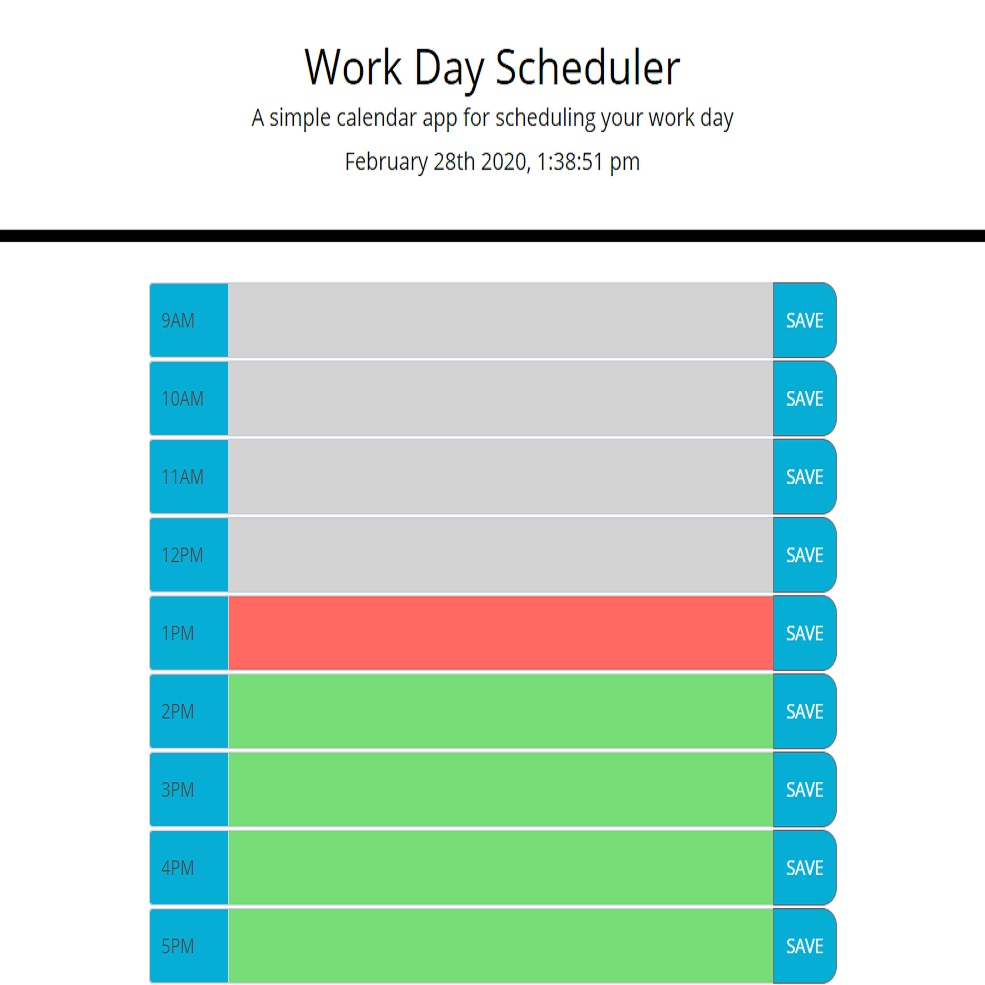 Work Day Scheduler
A simple calendar app for scheduling your work day
February 28th 2020, 1:38:51 pm
9AM SAVE
10AM SAVE
11AM SAVE
12PM SAVE
1PM SAVE
2PM SAVE
3PM SAVE
4PM SAVE
5PM SAVE